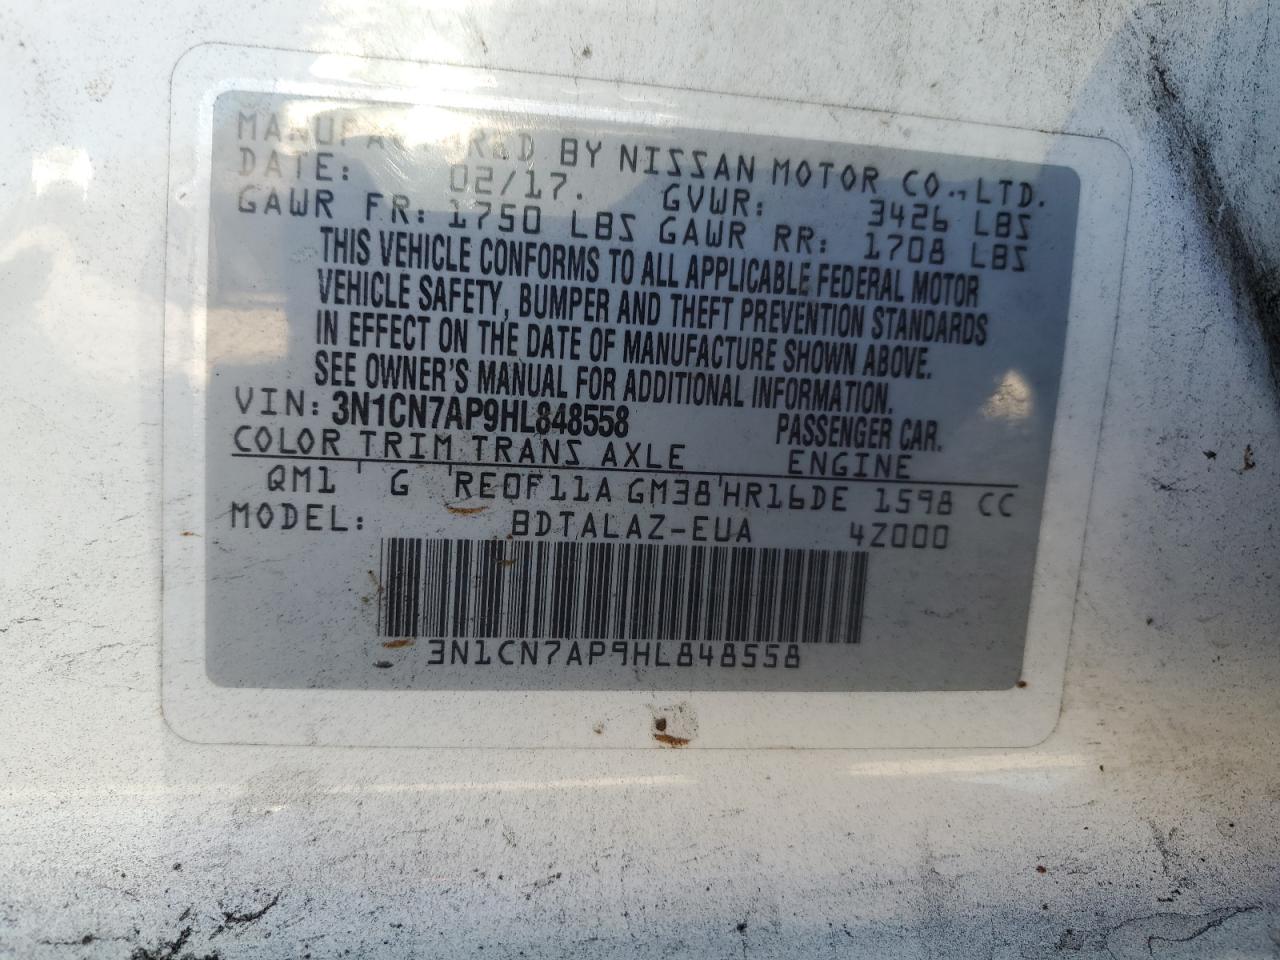 MANUFACTURED BY NISSAN MOTOR CO.,LTD.
DATE: 02/17. GVWR: 3426 LBS
GAWR FR: 1750 LBS GAWR RR: 1708 LBS
THIS VEHICLE CONFORMS TO ALL APPLICABLE FEDERAL MOTOR
VEHICLE SAFETY, BUMPER AND THEFT PREVENTION STANDARDS
IN EFFECT ON THE DATE OF MANUFACTURE SHOWN ABOVE.
SEE OWNER'S MANUAL FOR ADDITIONAL INFORMATION.
VIN: 3N1CN7AP9HL848558 PASSENGER CAR.
COLOR TRIM TRANS AXLE ENGINE
QM1 ' G 'RE0F11A GM38'HR16DE 1598 CC
MODEL: BDTALAZ-EUA 4Z000
3N1CN7AP9HL848558